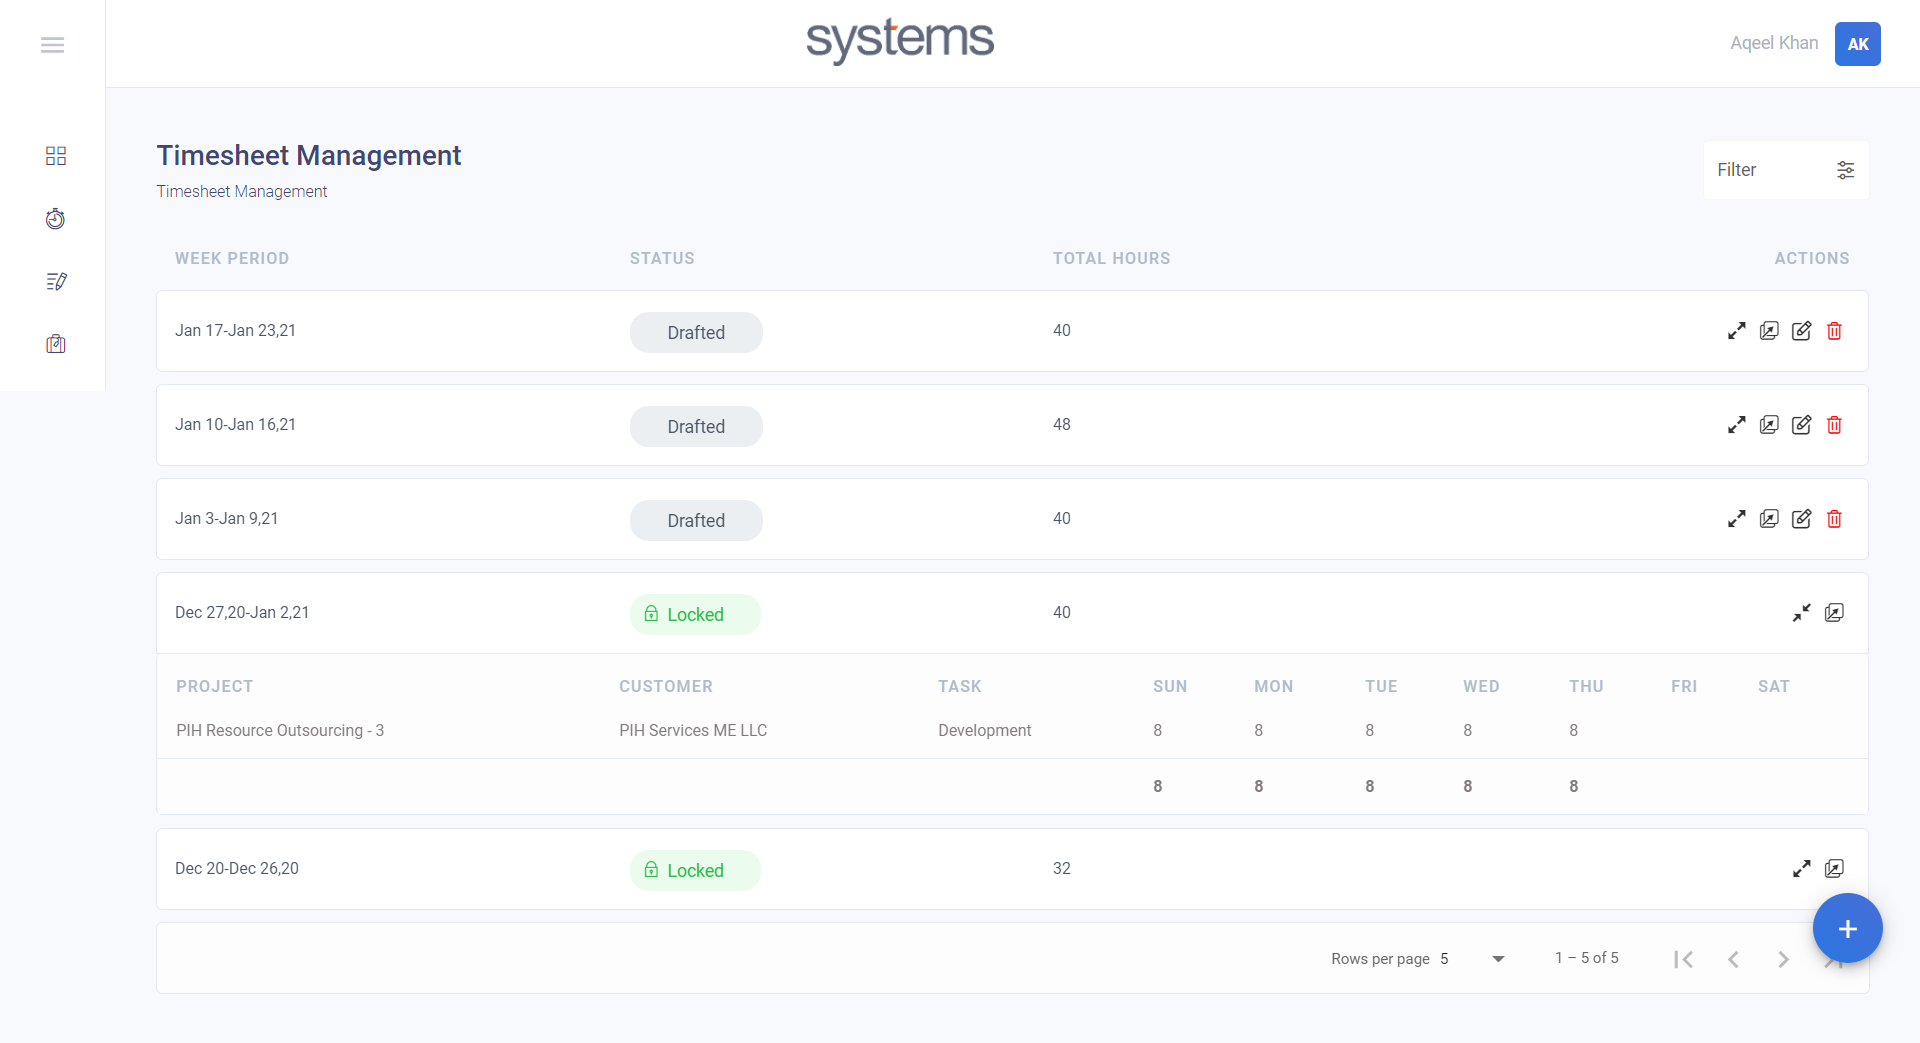 systems
Aqeel Khan AK
Timesheet Management
Timesheet Management
Filter
WEEK PERIOD STATUS TOTAL HOURS ACTIONS
Jan 17-Jan 23,21 Drafted 40
Jan 10-Jan 16,21 Drafted 48
Jan 3-Jan 9,21 Drafted 40
Dec 27,20-Jan 2,21 Locked 40
PROJECT CUSTOMER TASK SUN MON TUE WED THU FRI SAT
PIH Resource Outsourcing - 3 PIH Services ME LLC Development 8 8 8 8 8
8 8 8 8 8
Dec 20-Dec 26,20 Locked 32
Rows per page 5 1 – 5 of 5